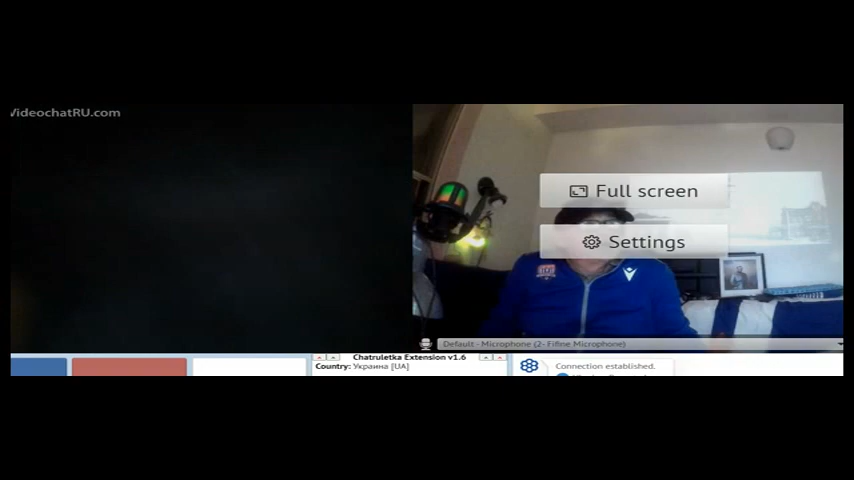 VideochatRU.com
Full screen
Settings
Default - Microphone (2- Fifine Microphone)
Chatruletka Extension v1.6
Country: Украина [UA]
Connection established.